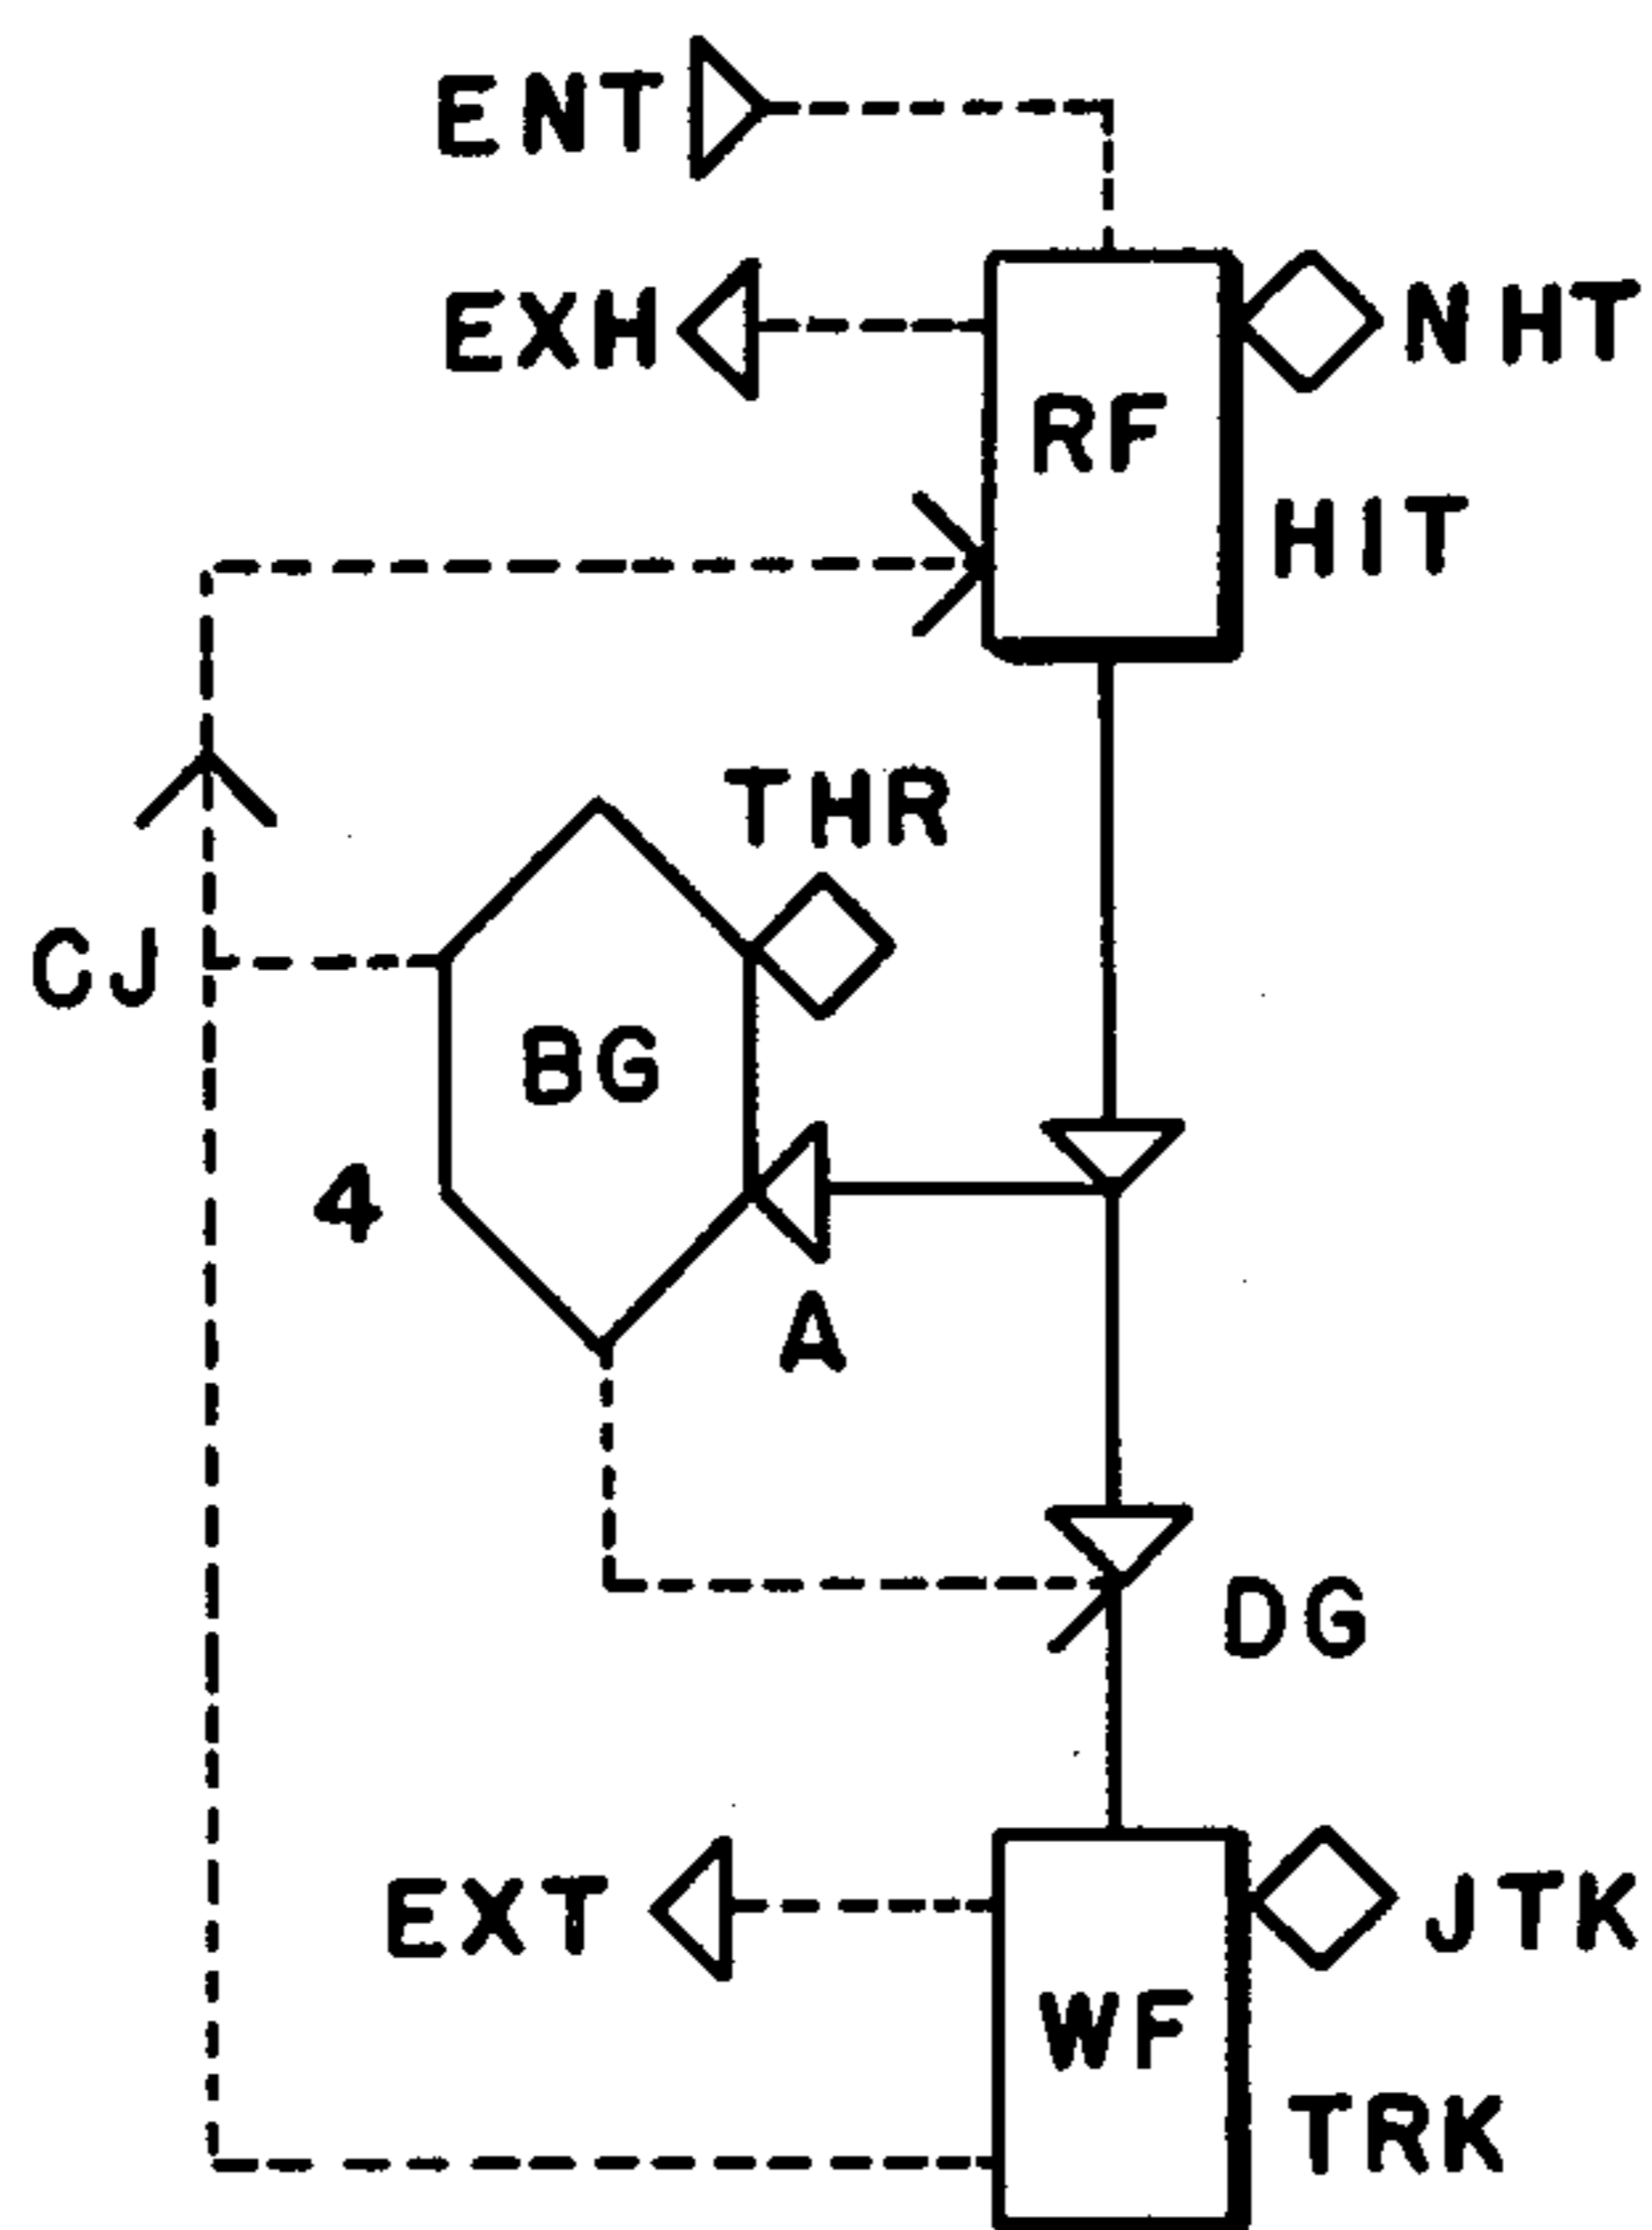 ENT
EXH
NHT
RF
HIT
THR
CJ
BG
4
A
DG
EXT
JTK
WF
TRK